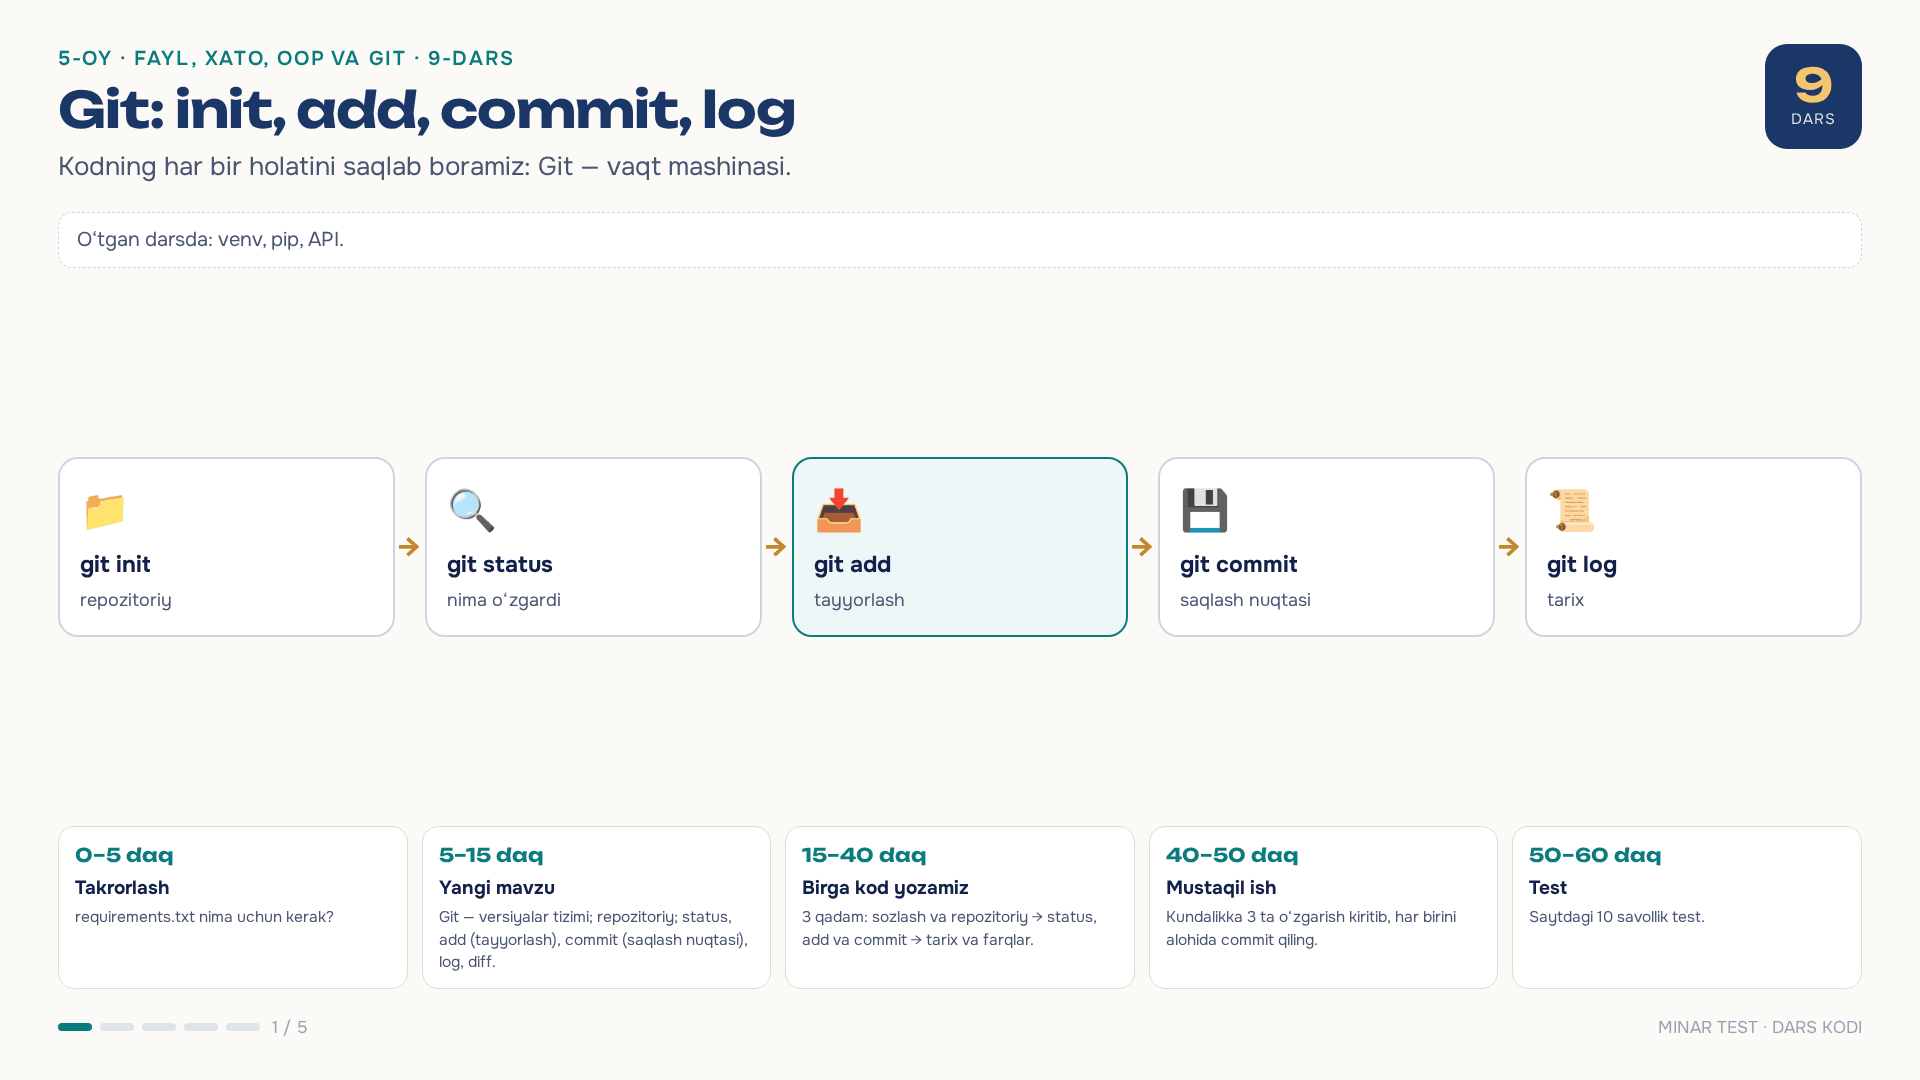 5-OY · FAYL, XATO, OOP VA GIT · 9-DARS
Git: init, add, commit, log
Kodning har bir holatini saqlab boramiz: Git — vaqt mashinasi.
9
DARS
O‘tgan darsda: venv, pip, API.
git init
repozitoriy
→
git status
nima o‘zgardi
→
git add
tayyorlash
→
git commit
saqlash nuqtasi
→
git log
tarix
0–5 daq
Takrorlash
requirements.txt nima uchun kerak?
5–15 daq
Yangi mavzu
Git — versiyalar tizimi; repozitoriy; status,
add (tayyorlash), commit (saqlash nuqtasi),
log, diff.
15–40 daq
Birga kod yozamiz
3 qadam: sozlash va repozitoriy → status,
add va commit → tarix va farqlar.
40–50 daq
Mustaqil ish
Kundalikka 3 ta o‘zgarish kiritib, har birini
alohida commit qiling.
50–60 daq
Test
Saytdagi 10 savollik test.
1 / 5
MINAR TEST · DARS KODI